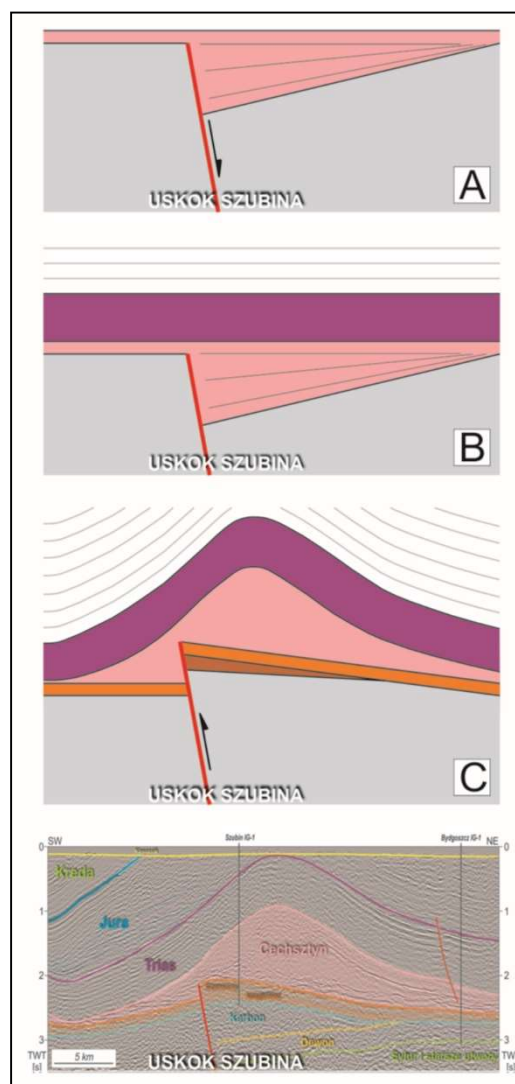 A
USKOK SZUBINA
B
USKOK SZUBINA
C
USKOK SZUBINA
SW
Szubin IG-1
Bydgoszcz IG-1
NE
0
0
Kreda
Jura
1
1
Trias
Cechsztyn
2
2
Karbon
Dewon
3
3
TWT
[s]
5 km
USKOK SZUBINA
TWT
[s]